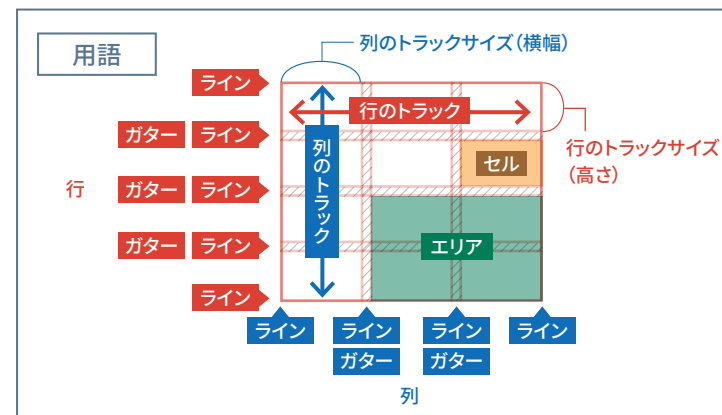 用語
列のトラックサイズ（横幅）
ライン
行のトラック
ガター ライン
列のトラック
行のトラックサイズ
（高さ）
セル
行
ガター ライン
ガター ライン
エリア
ライン
ライン ライン ライン ライン
ガター ガター
列